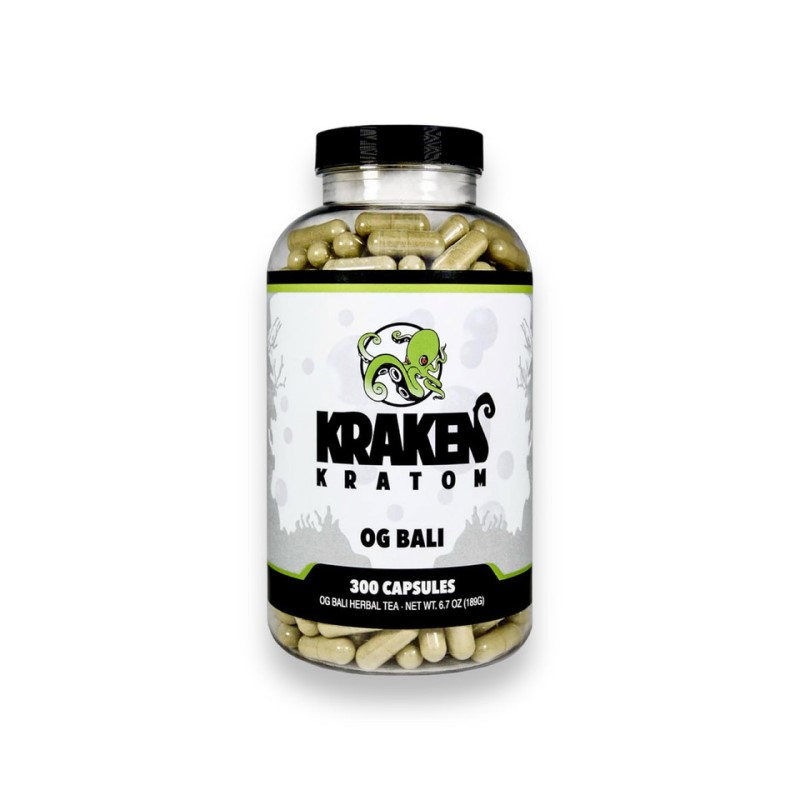 KRAKEN
KRATOM
OG BALI
300 CAPSULES
OG BALI HERBAL TEA · NET WT. 6.7 OZ (189G)